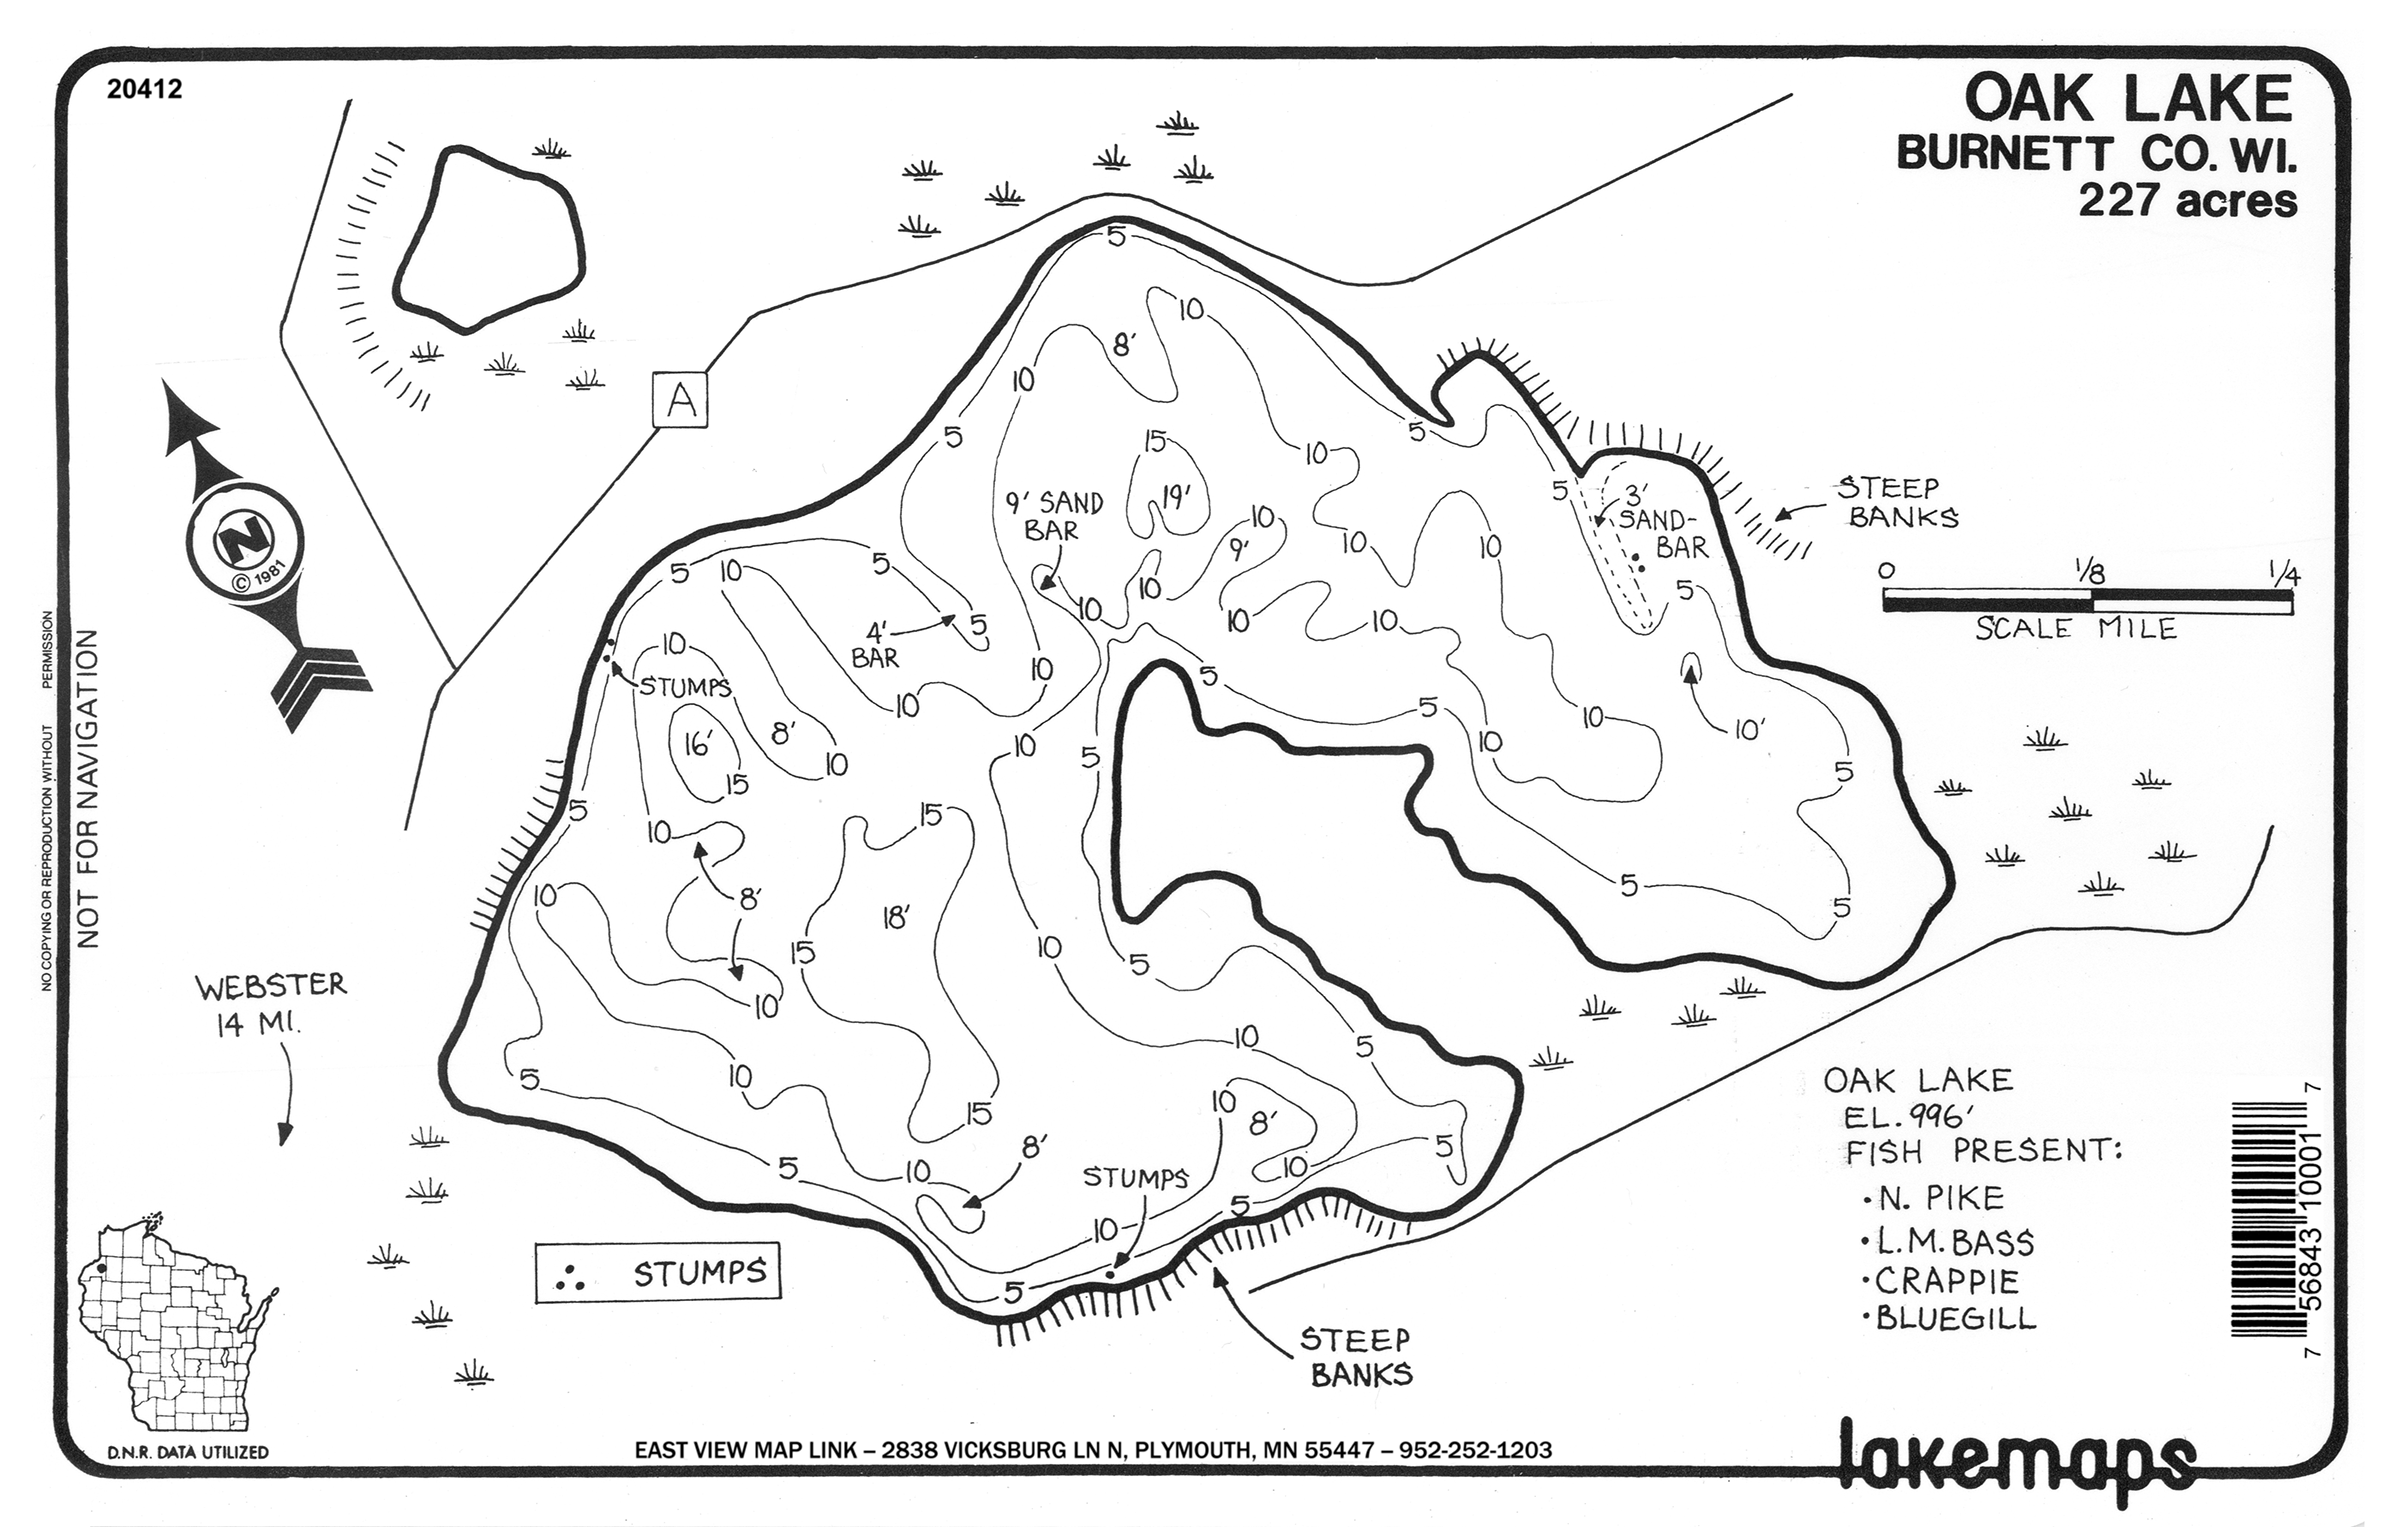 20412
OAK LAKE
BURNETT CO. WI.
227 acres
5
10
8'
10
A
5
5
10
15
3'
SAND-
BAR
STEEP
BANKS
9' SAND
BAR
19'
10
5
9'
10
10
N
© 1981
0 1/8 1/4
SCALE MILE
5
10
5
10
10
5
4'
BAR
5
10
10
10
10
STUMPS
10
5
10
5
10
10'
16'
15
8'
10
10
5
10
5
5
10
15
10
8'
18'
5
5
15
10
5
10
NO COPYING OR REPRODUCTION WITHOUT PERMISSION
NOT FOR NAVIGATION
WEBSTER
14 MI.
10
5
5
10
15
10
8'
8'
5
5
10
10
STUMPS
5
10
5
STEEP
BANKS
STUMPS
OAK LAKE
EL. 996'
FISH PRESENT:
• N. PIKE
• L.M. BASS
• CRAPPIE
• BLUEGILL
7 56843 10001 7
D.N.R. DATA UTILIZED
EAST VIEW MAP LINK – 2838 VICKSBURG LN N, PLYMOUTH, MN 55447 – 952-252-1203
lakemaps